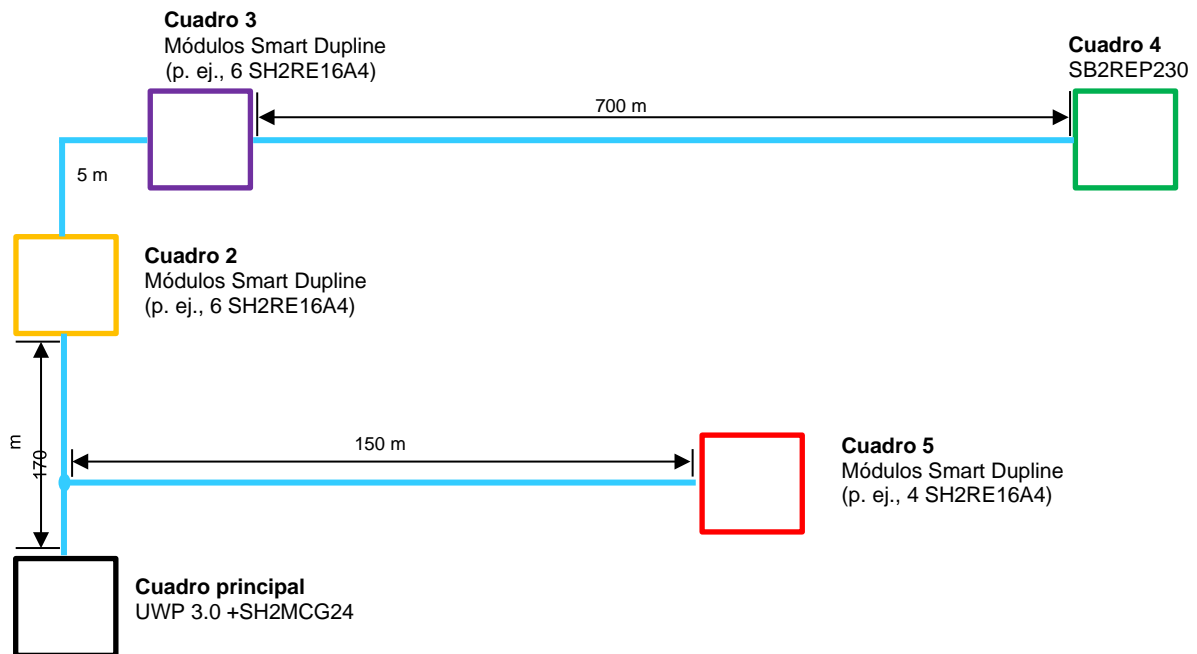 Cuadro 3
Módulos Smart Dupline
(p. ej., 6 SH2RE16A4)
Cuadro 4
SB2REP230
700 m
5 m
Cuadro 2
Módulos Smart Dupline
(p. ej., 6 SH2RE16A4)
170
m
150 m
Cuadro 5
Módulos Smart Dupline
(p. ej., 4 SH2RE16A4)
Cuadro principal
UWP 3.0 +SH2MCG24